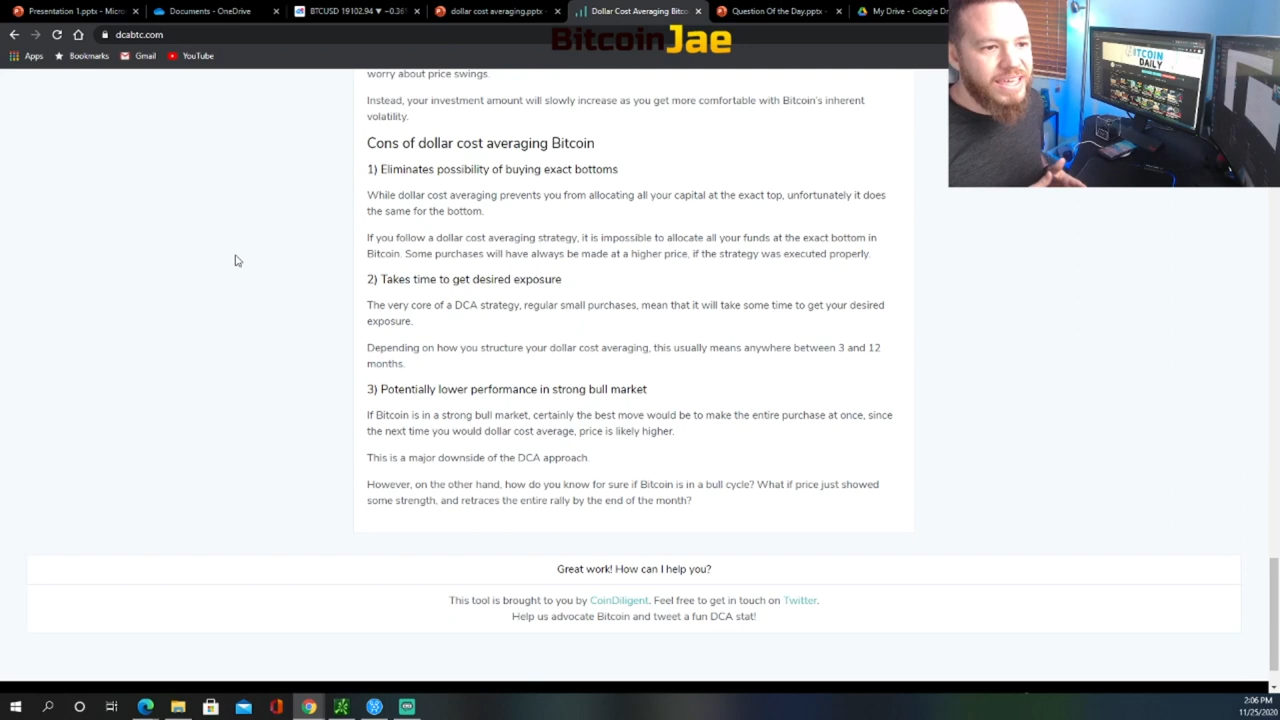 Presentation 1.pptx - Micro
Documents - OneDrive
BTCUSD 19102.94 ▼ -0.36
dollar cost averaging.pptx -
Dollar Cost Averaging Bitco
Question Of the Day.pptx -
My Drive - Google Dr
dcabtc.com
BitcoinJae
Apps
Bookmarks
Gmail
YouTube
BITCOIN
DAILY
worry about price swings.
Instead, your investment amount will slowly increase as you get more comfortable with Bitcoin's inherent
volatility.
Cons of dollar cost averaging Bitcoin
1) Eliminates possibility of buying exact bottoms
While dollar cost averaging prevents you from allocating all your capital at the exact top, unfortunately it does
the same for the bottom.
If you follow a dollar cost averaging strategy, it is impossible to allocate all your funds at the exact bottom in
Bitcoin. Some purchases will have always be made at a higher price, if the strategy was executed properly.
2) Takes time to get desired exposure
The very core of a DCA strategy, regular small purchases, mean that it will take some time to get your desired
exposure.
Depending on how you structure your dollar cost averaging, this usually means anywhere between 3 and 12
months.
3) Potentially lower performance in strong bull market
If Bitcoin is in a strong bull market, certainly the best move would be to make the entire purchase at once, since
the next time you would dollar cost average, price is likely higher.
This is a major downside of the DCA approach.
However, on the other hand, how do you know for sure if Bitcoin is in a bull cycle? What if price just showed
some strength, and retraces the entire rally by the end of the month?
Great work! How can I help you?
This tool is brought to you by CoinDiligent. Feel free to get in touch on Twitter.
Help us advocate Bitcoin and tweet a fun DCA stat!
2:06 PM
11/25/2020